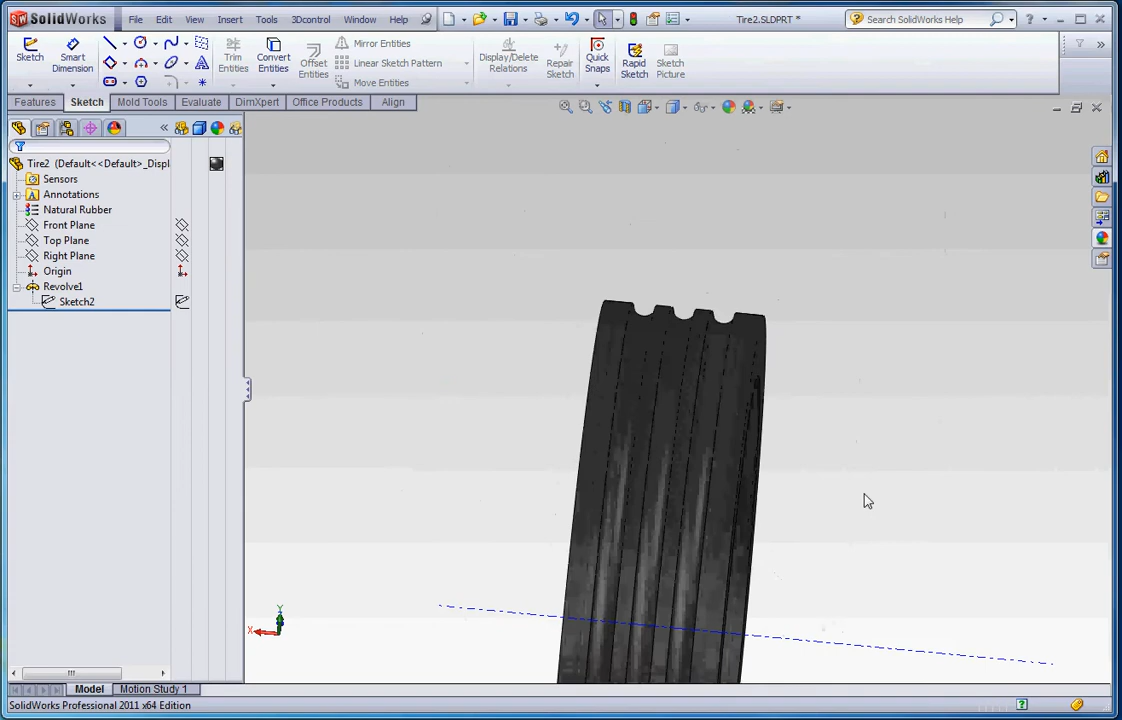 SolidWorks File Edit View Insert Tools 3Dcontrol Window Help Tire2.SLDPRT * Search SolidWorks Help
Sketch Smart Dimension Trim Entities Convert Entities Offset Entities Mirror Entities Linear Sketch Pattern Move Entities Display/Delete Relations Repair Sketch Quick Snaps Rapid Sketch Sketch Picture
Features Sketch Mold Tools Evaluate DimXpert Office Products Align
Tire2 (Default<<Default>_Displ
Sensors
Annotations
Natural Rubber
Front Plane
Top Plane
Right Plane
Origin
Revolve1
Sketch2
Y
X
Model Motion Study 1
SolidWorks Professional 2011 x64 Edition